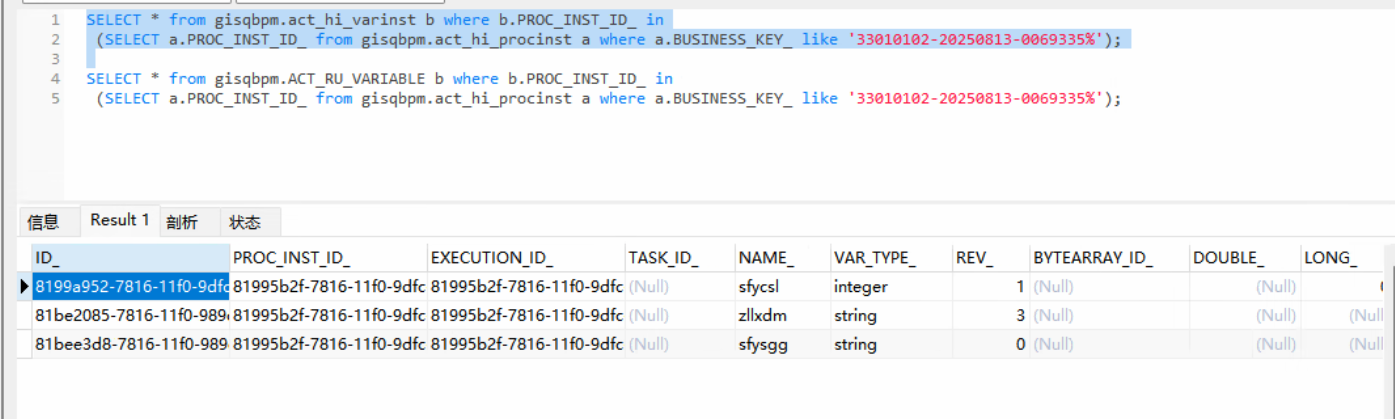 1 SELECT * from gisqbpm.act_hi_varinst b where b.PROC_INST_ID_ in
2 (SELECT a.PROC_INST_ID_ from gisqbpm.act_hi_procinst a where a.BUSINESS_KEY_ like '33010102-20250813-0069335%');
3
4 SELECT * from gisqbpm.ACT_RU_VARIABLE b where b.PROC_INST_ID_ in
5 (SELECT a.PROC_INST_ID_ from gisqbpm.act_hi_procinst a where a.BUSINESS_KEY_ like '33010102-20250813-0069335%');
信息 Result 1 剖析 状态
ID_ PROC_INST_ID_ EXECUTION_ID_ TASK_ID_ NAME_ VAR_TYPE_ REV_ BYTEARRAY_ID_ DOUBLE_ LONG_
8199a952-7816-11f0-9dfc 81995b2f-7816-11f0-9dfc 81995b2f-7816-11f0-9dfc (Null) sfycsl integer 1 (Null) (Null)
81be2085-7816-11f0-989 81995b2f-7816-11f0-9dfc 81995b2f-7816-11f0-9dfc (Null) zllxdm string 3 (Null) (Null) (Null
81bee3d8-7816-11f0-989 81995b2f-7816-11f0-9dfc 81995b2f-7816-11f0-9dfc (Null) sfysgg string 0 (Null) (Null) (Null